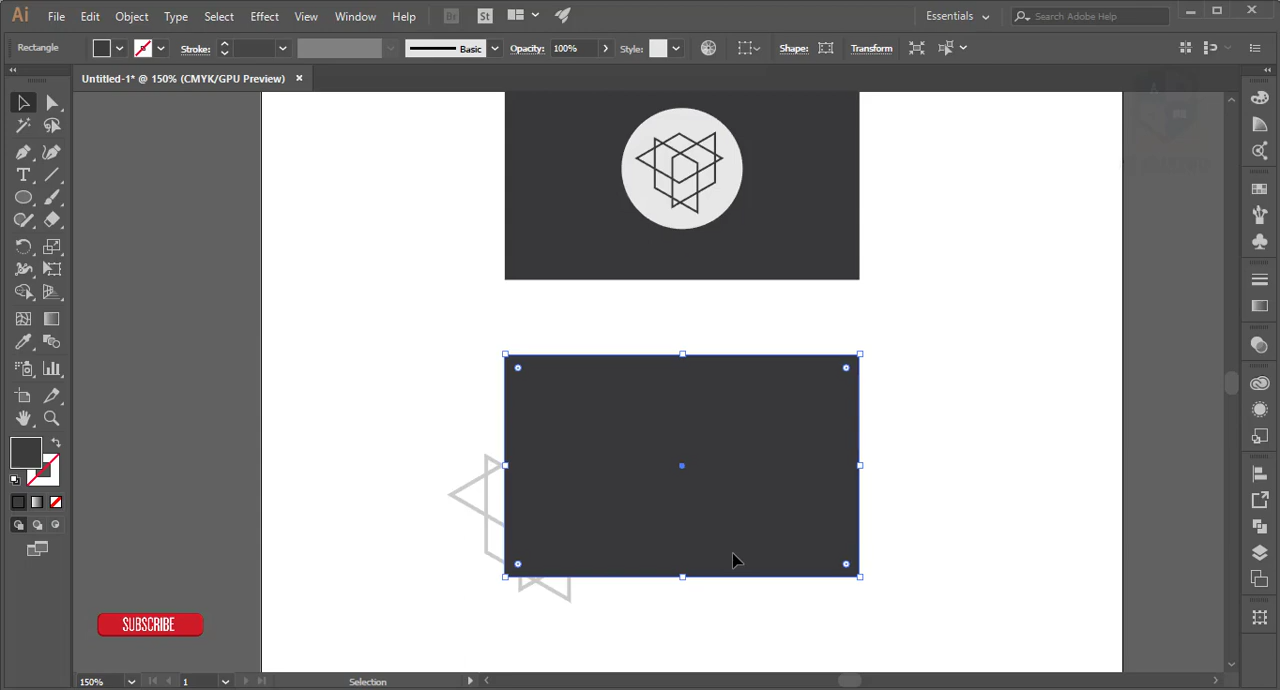 Ai File Edit Object Type Select Effect View Window Help Br St Essentials Search Adobe Help
Rectangle Stroke: Basic Opacity: 100% Style: Shape: Transform
Untitled-1* @ 150% (CMYK/GPU Preview) ×
T
SUBSCRIBE
150% 1 Selection